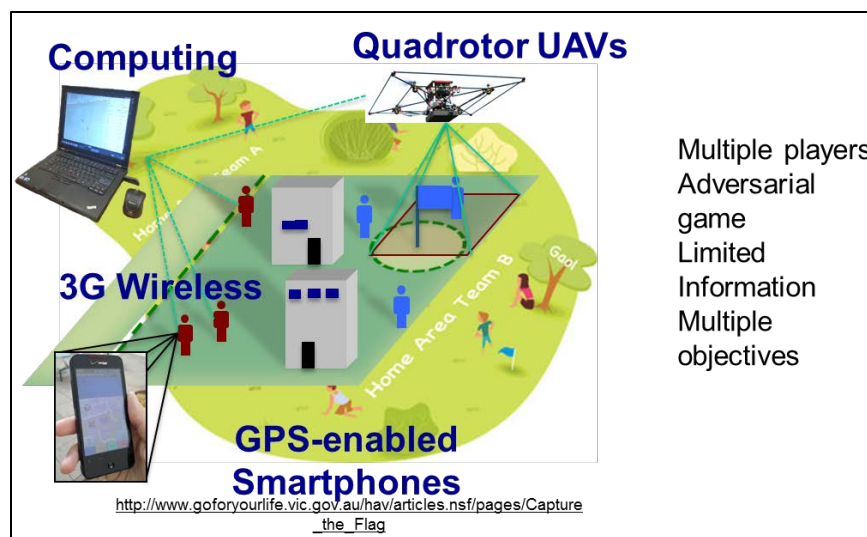 Computing
Quadrotor UAVs
Home Area Team A
3G Wireless
Gaol
Home Area Team B
GPS-enabled
Smartphones
http://www.goforyourlife.vic.gov.au/hav/articles.nsf/pages/Capture
_the_Flag
Multiple players
Adversarial
game
Limited
Information
Multiple
objectives